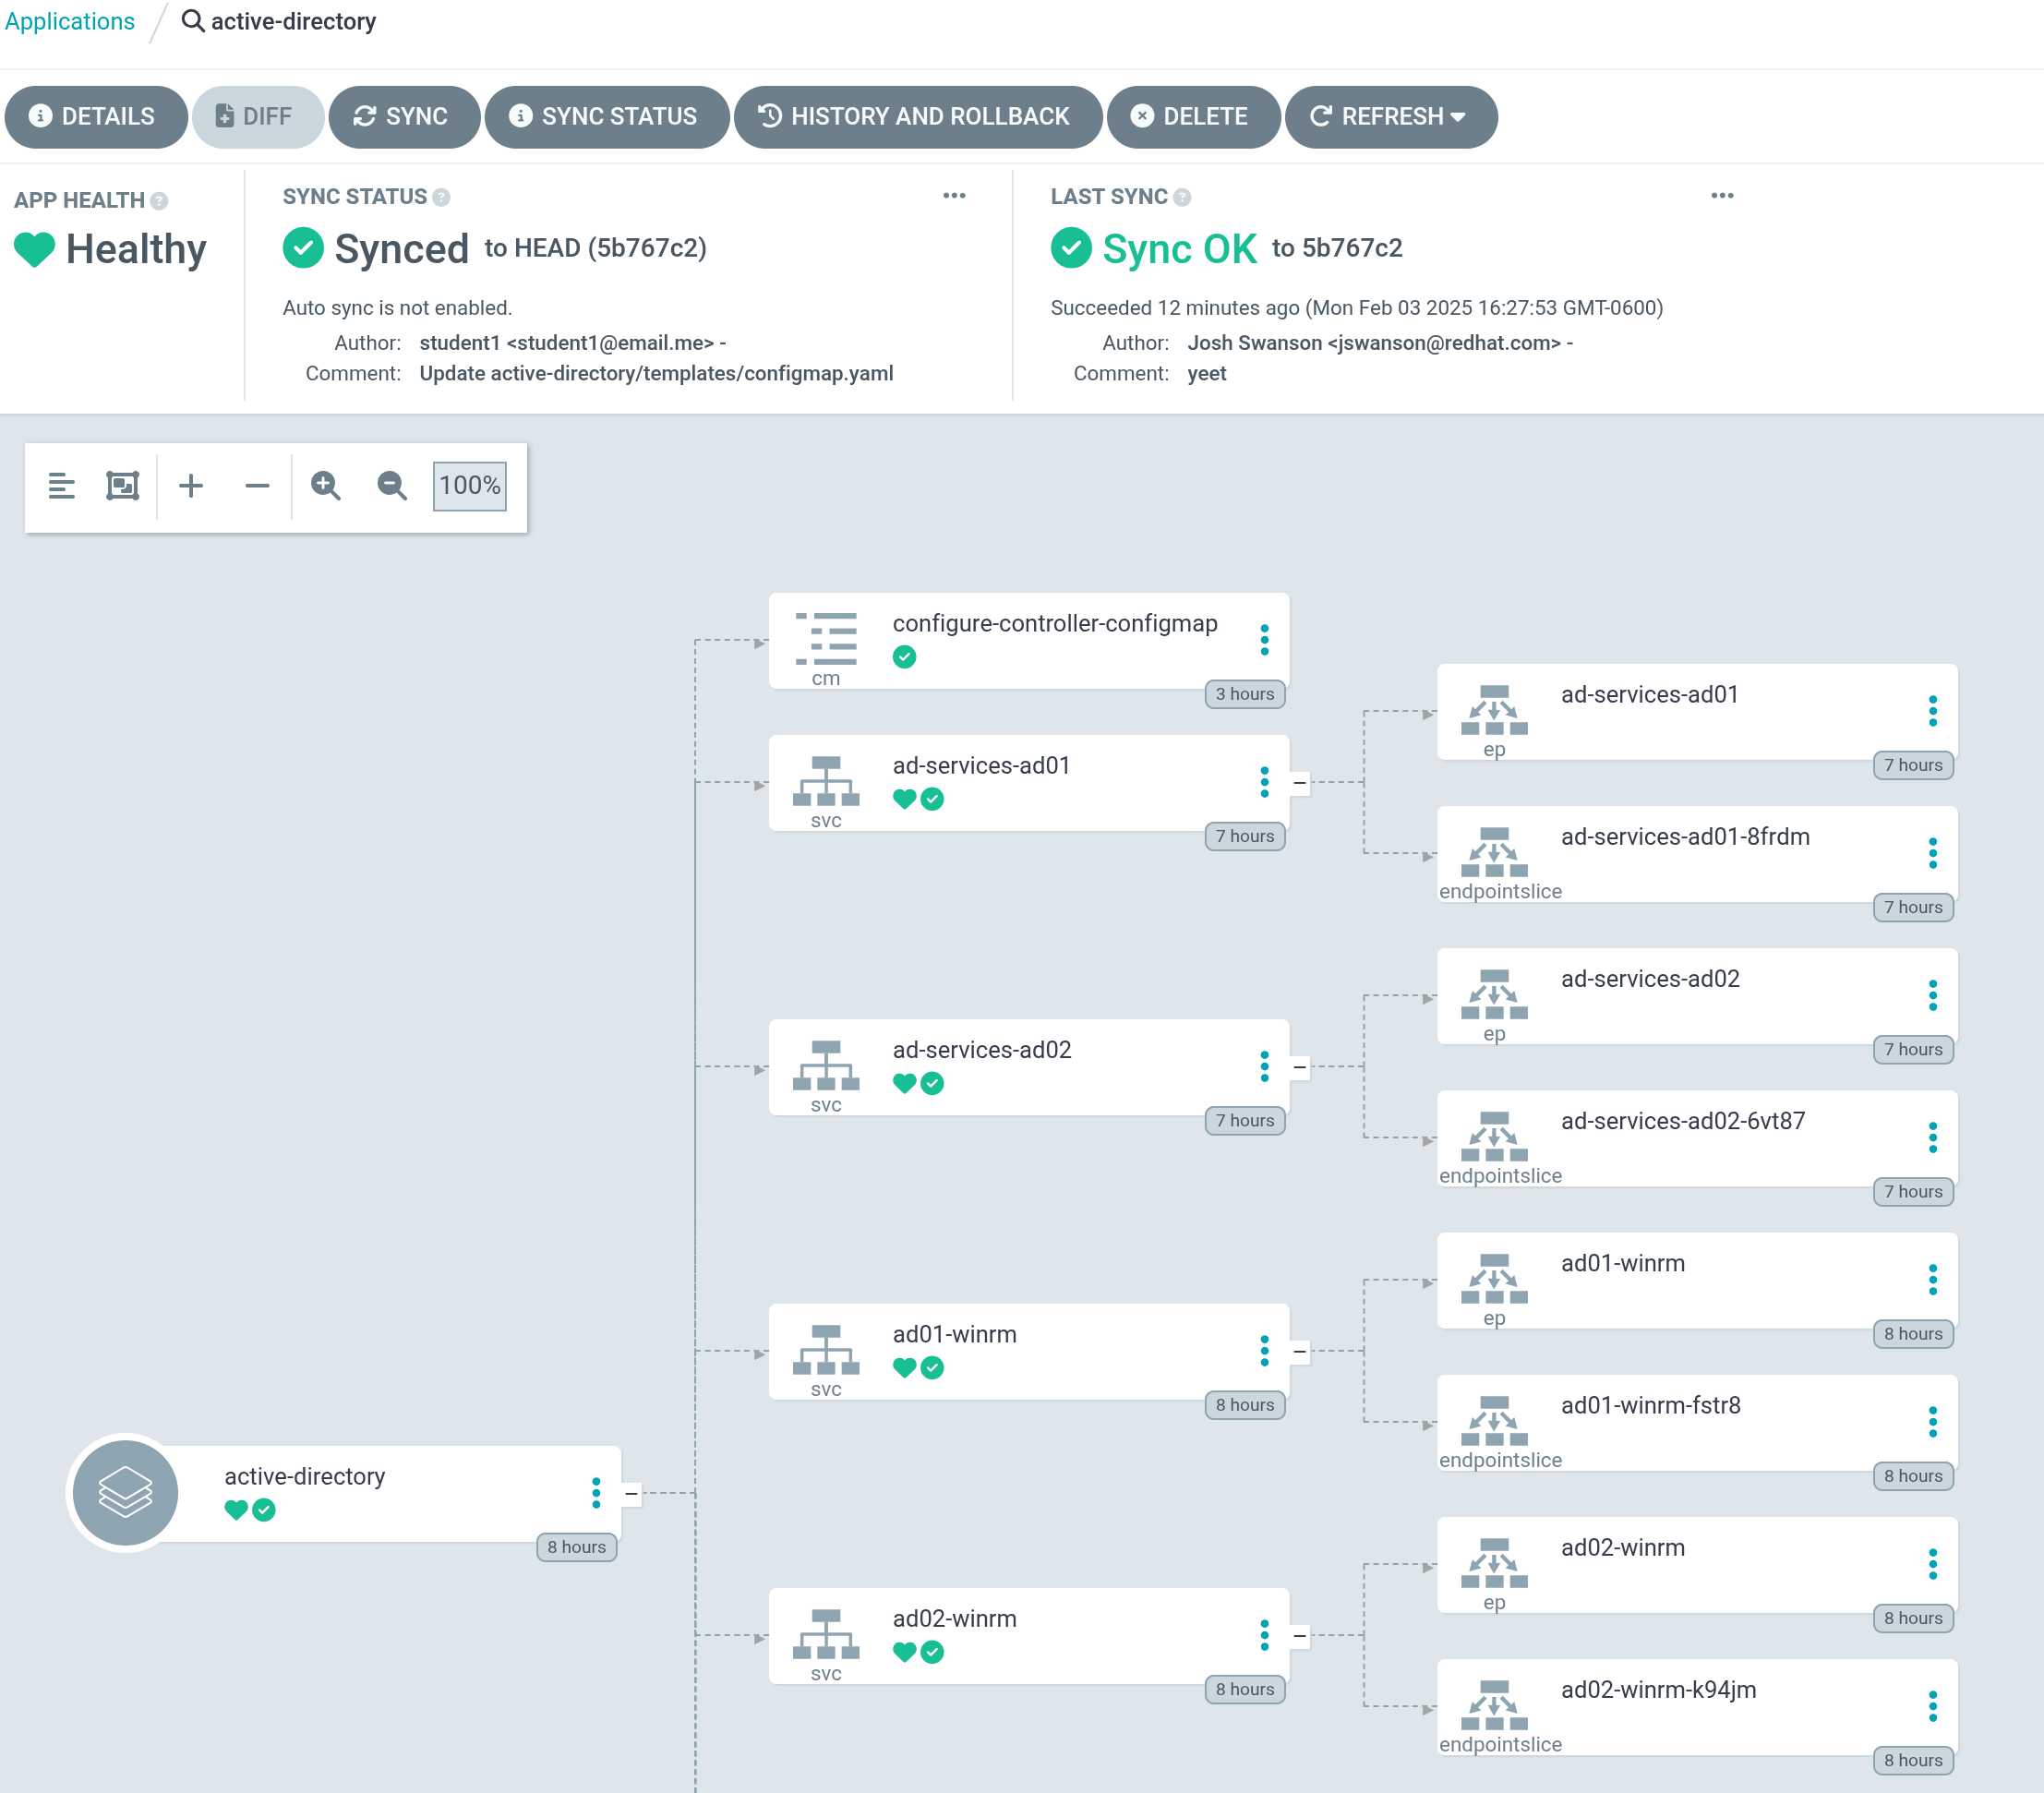 Applications
active-directory
DETAILS
DIFF
SYNC
SYNC STATUS
HISTORY AND ROLLBACK
DELETE
REFRESH
APP HEALTH
Healthy
SYNC STATUS
Synced to HEAD (5b767c2)
Auto sync is not enabled.
Author: student1 <student1@email.me> -
Comment: Update active-directory/templates/configmap.yaml
LAST SYNC
Sync OK to 5b767c2
Succeeded 12 minutes ago (Mon Feb 03 2025 16:27:53 GMT-0600)
Author: Josh Swanson <jswanson@redhat.com> -
Comment: yeet
100%
active-directory
8 hours
configure-controller-configmap
cm
3 hours
ad-services-ad01
svc
7 hours
ad-services-ad02
svc
7 hours
ad01-winrm
svc
8 hours
ad02-winrm
svc
8 hours
ad-services-ad01
ep
7 hours
ad-services-ad01-8frdm
endpointslice
7 hours
ad-services-ad02
ep
7 hours
ad-services-ad02-6vt87
endpointslice
7 hours
ad01-winrm
ep
8 hours
ad01-winrm-fstr8
endpointslice
8 hours
ad02-winrm
ep
8 hours
ad02-winrm-k94jm
endpointslice
8 hours